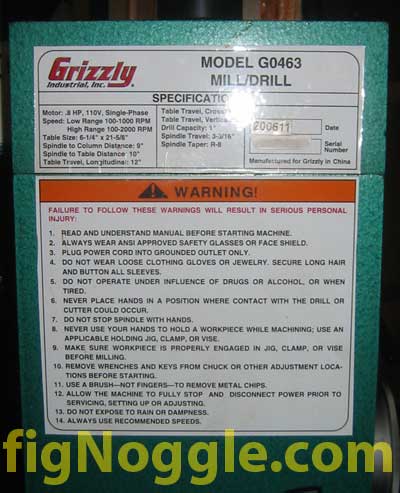 Grizzly
Industrial, Inc.
MODEL G0463
MILL/DRILL
SPECIFICATIO
Motor: .8 HP, 110V, Single-Phase
Speed: Low Range 100-1000 RPM
High Range 100-2000 RPM
Table Size: 6-1/4" x 21-5/8"
Spindle to Column Distance: 9"
Spindle to Table Distance 10"
Table Travel, Longitudinal: 12"
Table Travel, Cross
Table Travel, Vertic
Drill Capacity: 1"
Spindle Travel: 3-3/16"
Spindle Taper: R-8
200611
Date
Serial
Number
Manufactured for Grizzly in China
WARNING!
FAILURE TO FOLLOW THESE WARNINGS WILL RESULT IN SERIOUS PERSONAL
INJURY:
1. READ AND UNDERSTAND MANUAL BEFORE STARTING MACHINE.
2. ALWAYS WEAR ANSI APPROVED SAFETY GLASSES OR FACE SHIELD.
3. PLUG POWER CORD INTO GROUNDED OUTLET ONLY.
4. DO NOT WEAR LOOSE CLOTHING GLOVES OR JEWELRY. SECURE LONG HAIR
AND BUTTON ALL SLEEVES.
5. DO NOT OPERATE UNDER INFLUENCE OF DRUGS OR ALCOHOL, OR WHEN
TIRED.
6. NEVER PLACE HANDS IN A POSITION WHERE CONTACT WITH THE DRILL OR
CUTTER COULD OCCUR.
7. DO NOT STOP SPINDLE WITH HANDS.
8. NEVER USE YOUR HANDS TO HOLD A WORKPIECE WHILE MACHINING; USE AN
APPLICABLE HOLDING JIG, CLAMP, OR VISE.
9. MAKE SURE WORKPIECE IS PROPERLY ENGAGED IN JIG, CLAMP, OR VISE
BEFORE MILLING.
10. REMOVE WRENCHES AND KEYS FROM CHUCK OR OTHER ADJUSTMENT LOCA-
TIONS BEFORE STARTING.
11. USE A BRUSH—NOT FINGERS—TO REMOVE METAL CHIPS.
12. ALLOW THE MACHINE TO FULLY STOP AND DISCONNECT POWER PRIOR TO
SERVICING, SETTING UP OR ADJUSTING.
13. DO NOT EXPOSE TO RAIN OR DAMPNESS.
14. ALWAYS USE RECOMMENDED SPEEDS.
figNoggle.com